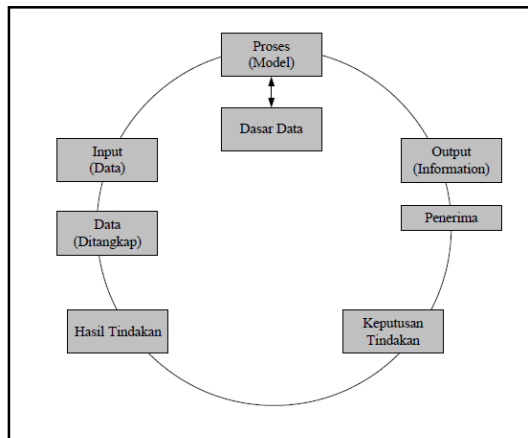 Proses
(Model)
Dasar Data
Input
(Data)
Output
(Information)
Data
(Ditangkap)
Penerima
Hasil Tindakan
Keputusan
Tindakan